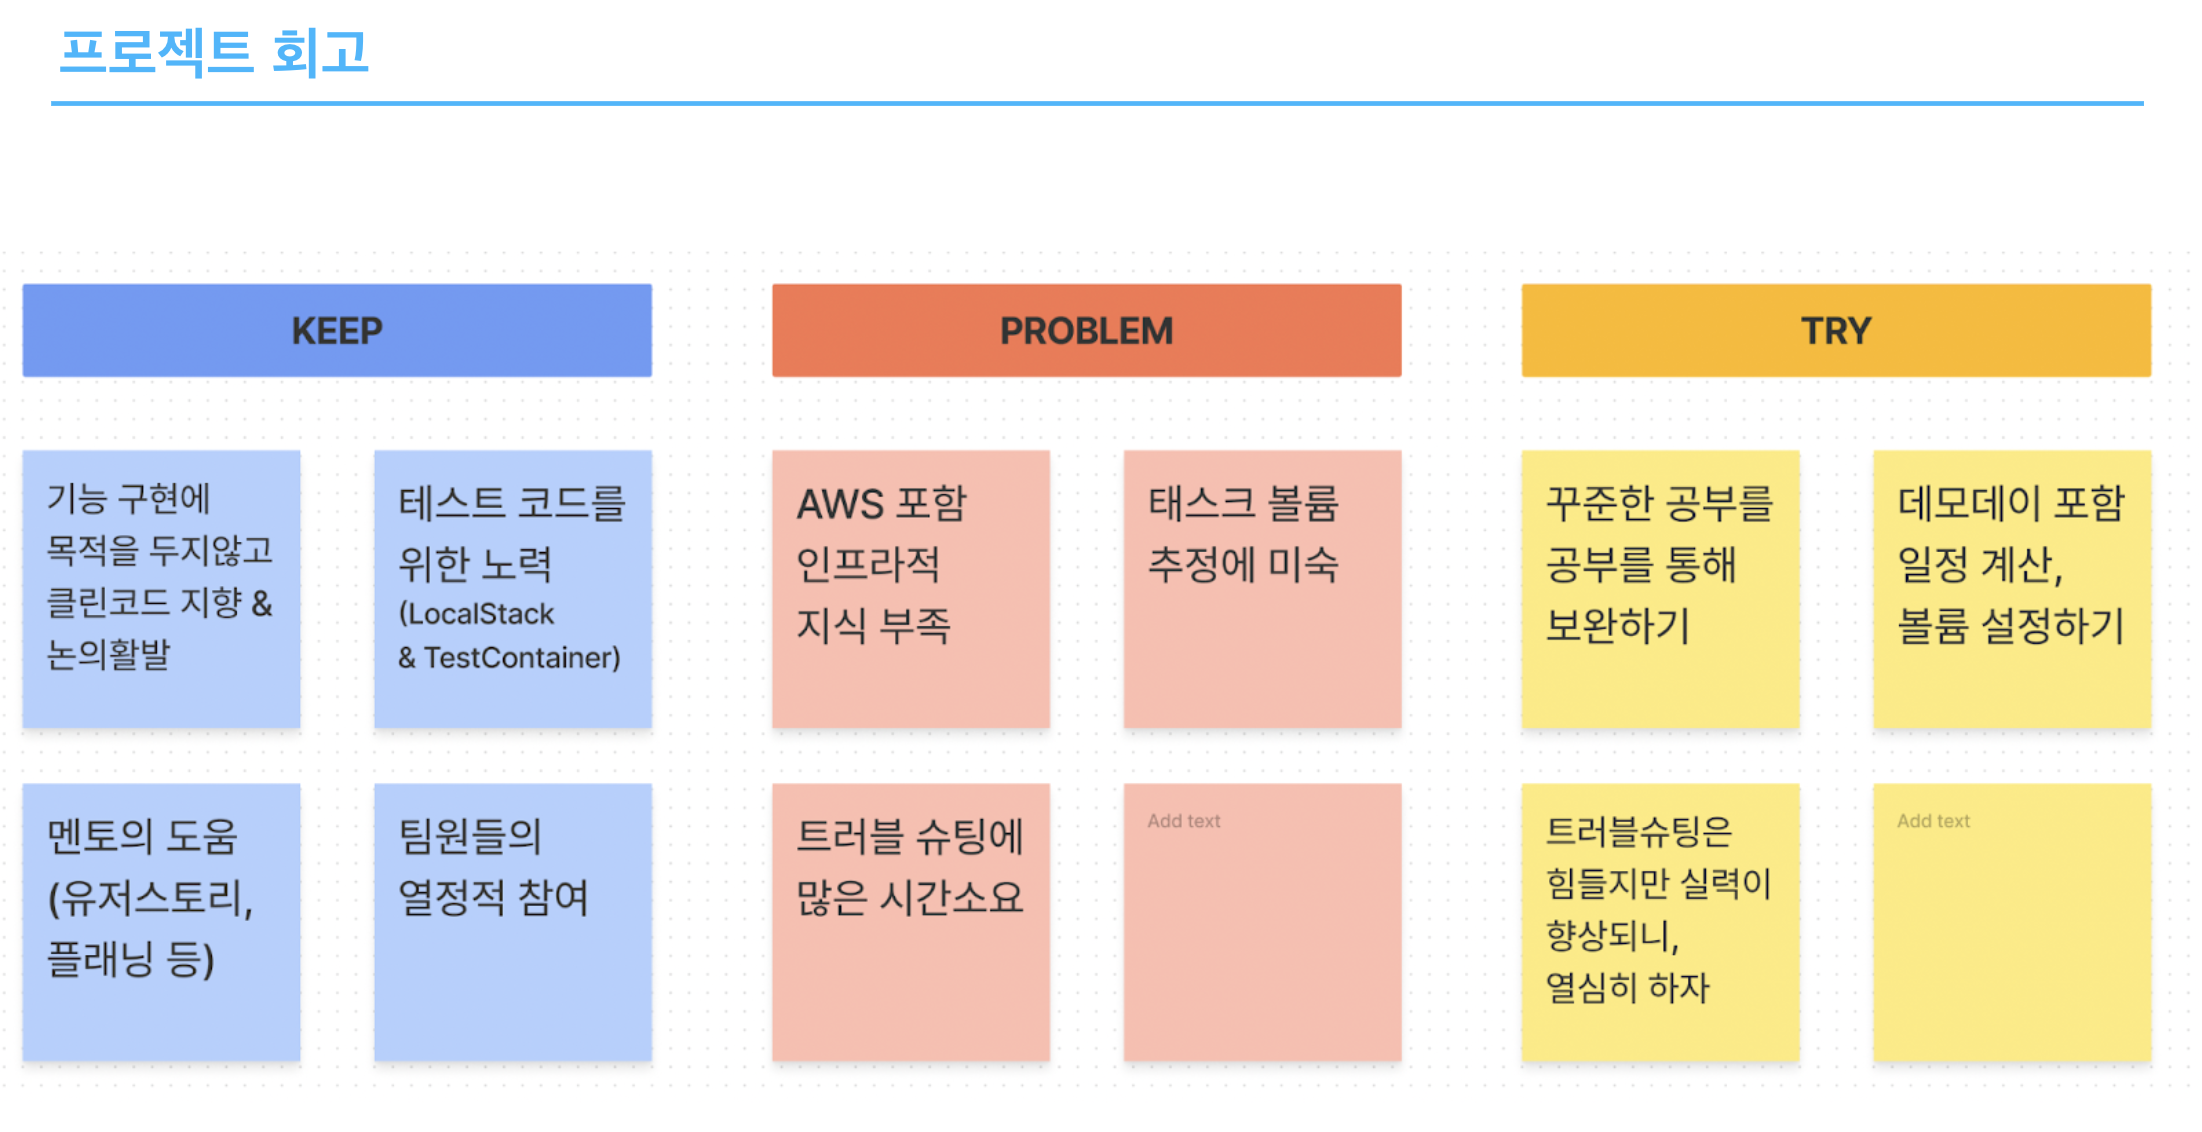 프로젝트 회고
KEEP
기능 구현에
목적을 두지않고
클린코드 지향 &
논의활발
테스트 코드를
위한 노력
(LocalStack
& TestContainer)
멘토의 도움
(유저스토리,
플래닝 등)
팀원들의
열정적 참여
PROBLEM
AWS 포함
인프라적
지식 부족
태스크 볼륨
추정에 미숙
트러블 슈팅에
많은 시간소요
Add text
TRY
꾸준한 공부를
공부를 통해
보완하기
데모데이 포함
일정 계산,
볼륨 설정하기
트러블슈팅은
힘들지만 실력이
향상되니,
열심히 하자
Add text